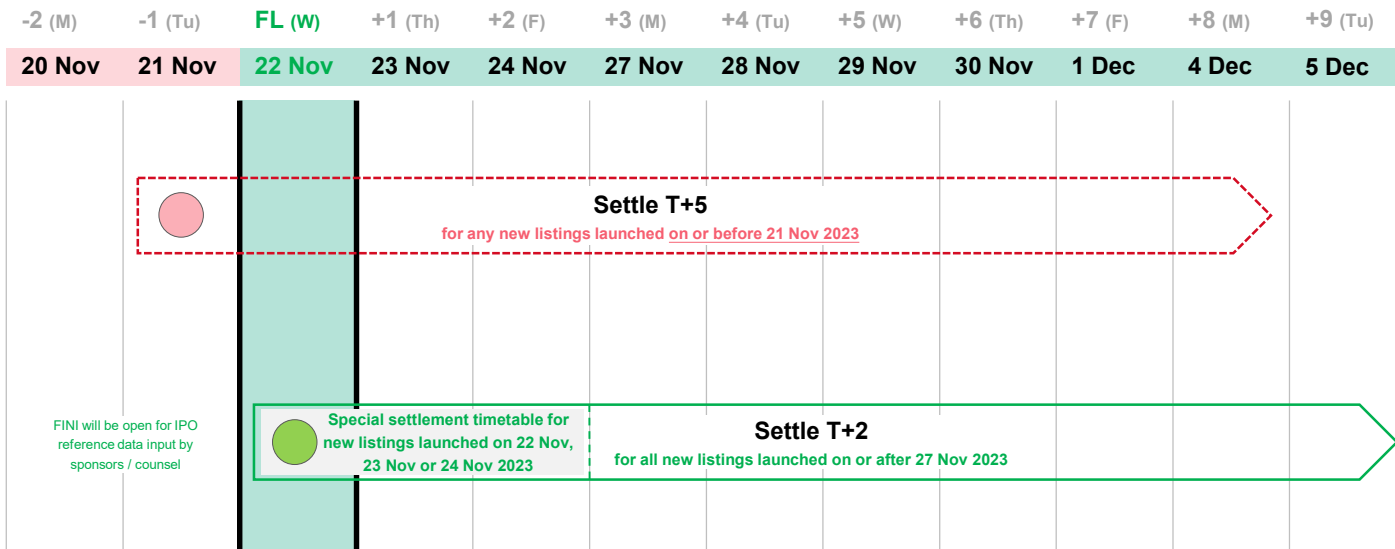 -2 (M) -1 (Tu) FL (W) +1 (Th) +2 (F) +3 (M) +4 (Tu) +5 (W) +6 (Th) +7 (F) +8 (M) +9 (Tu)
20 Nov 21 Nov 22 Nov 23 Nov 24 Nov 27 Nov 28 Nov 29 Nov 30 Nov 1 Dec 4 Dec 5 Dec
Settle T+5
for any new listings launched on or before 21 Nov 2023
FINI will be open for IPO
reference data input by
sponsors / counsel
Special settlement timetable for
new listings launched on 22 Nov,
23 Nov or 24 Nov 2023
Settle T+2
for all new listings launched on or after 27 Nov 2023